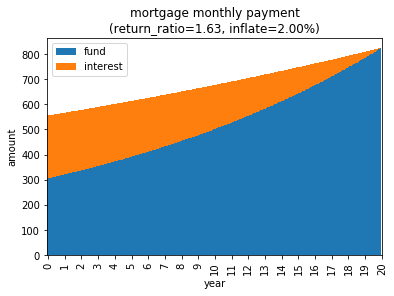 mortgage monthly payment
(return_ratio=1.63, inflate=2.00%)
fund
interest
amount
800
700
600
500
400
300
200
100
0
0 1 2 3 4 5 6 7 8 9 10 11 12 13 14 15 16 17 18 19 20
year